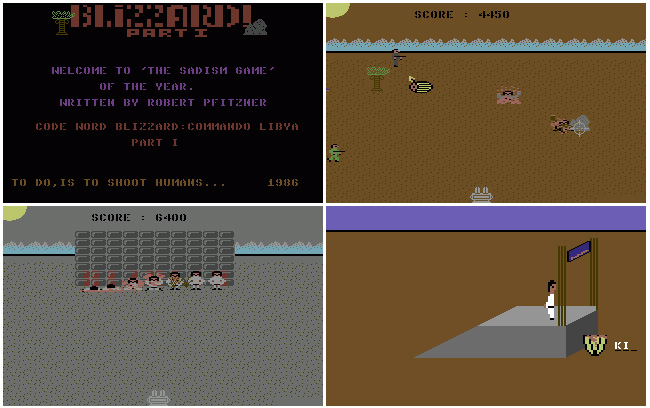 BLIZZARD!
PART I
WELCOME TO 'THE SADISM GAME'
OF THE YEAR.
WRITTEN BY ROBERT PFITZNER
CODE WORD BLIZZARD:COMMANDO LIBYA
PART I
TO DO,IS TO SHOOT HUMANS... 1986
SCORE : 4450
SCORE : 6400
KI_